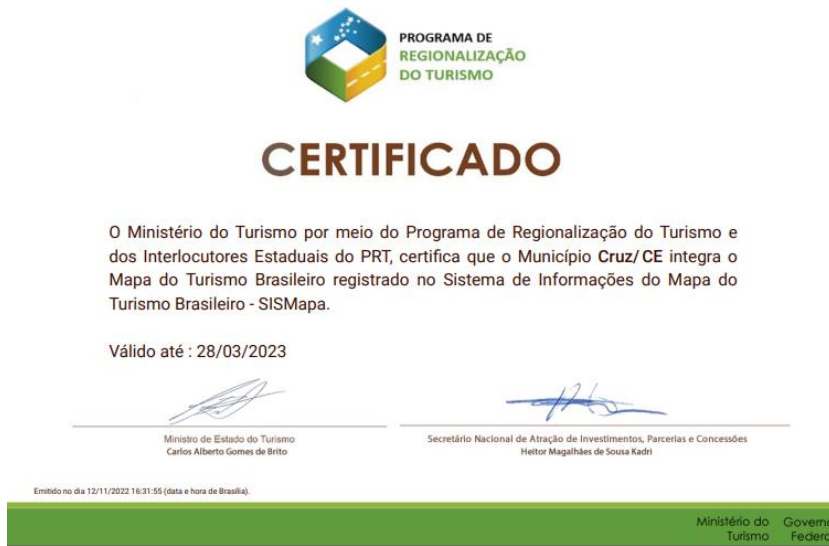 PROGRAMA DE
REGIONALIZAÇÃO
DO TURISMO
CERTIFICADO
O Ministério do Turismo por meio do Programa de Regionalização do Turismo e
dos Interlocutores Estaduais do PRT, certifica que o Município Cruz/ CE integra o
Mapa do Turismo Brasileiro registrado no Sistema de Informações do Mapa do
Turismo Brasileiro - SISMapa.
Válido até : 28/03/2023
Ministro de Estado do Turismo
Carlos Alberto Gomes de Brito
Secretário Nacional de Atração de Investimentos, Parcerias e Concessões
Heitor Magalhães de Sousa Kadri
Emitido no dia 12/11/2022 16:31:55 (data e hora de Brasília).
Ministério do
Turismo
Govern
Feder